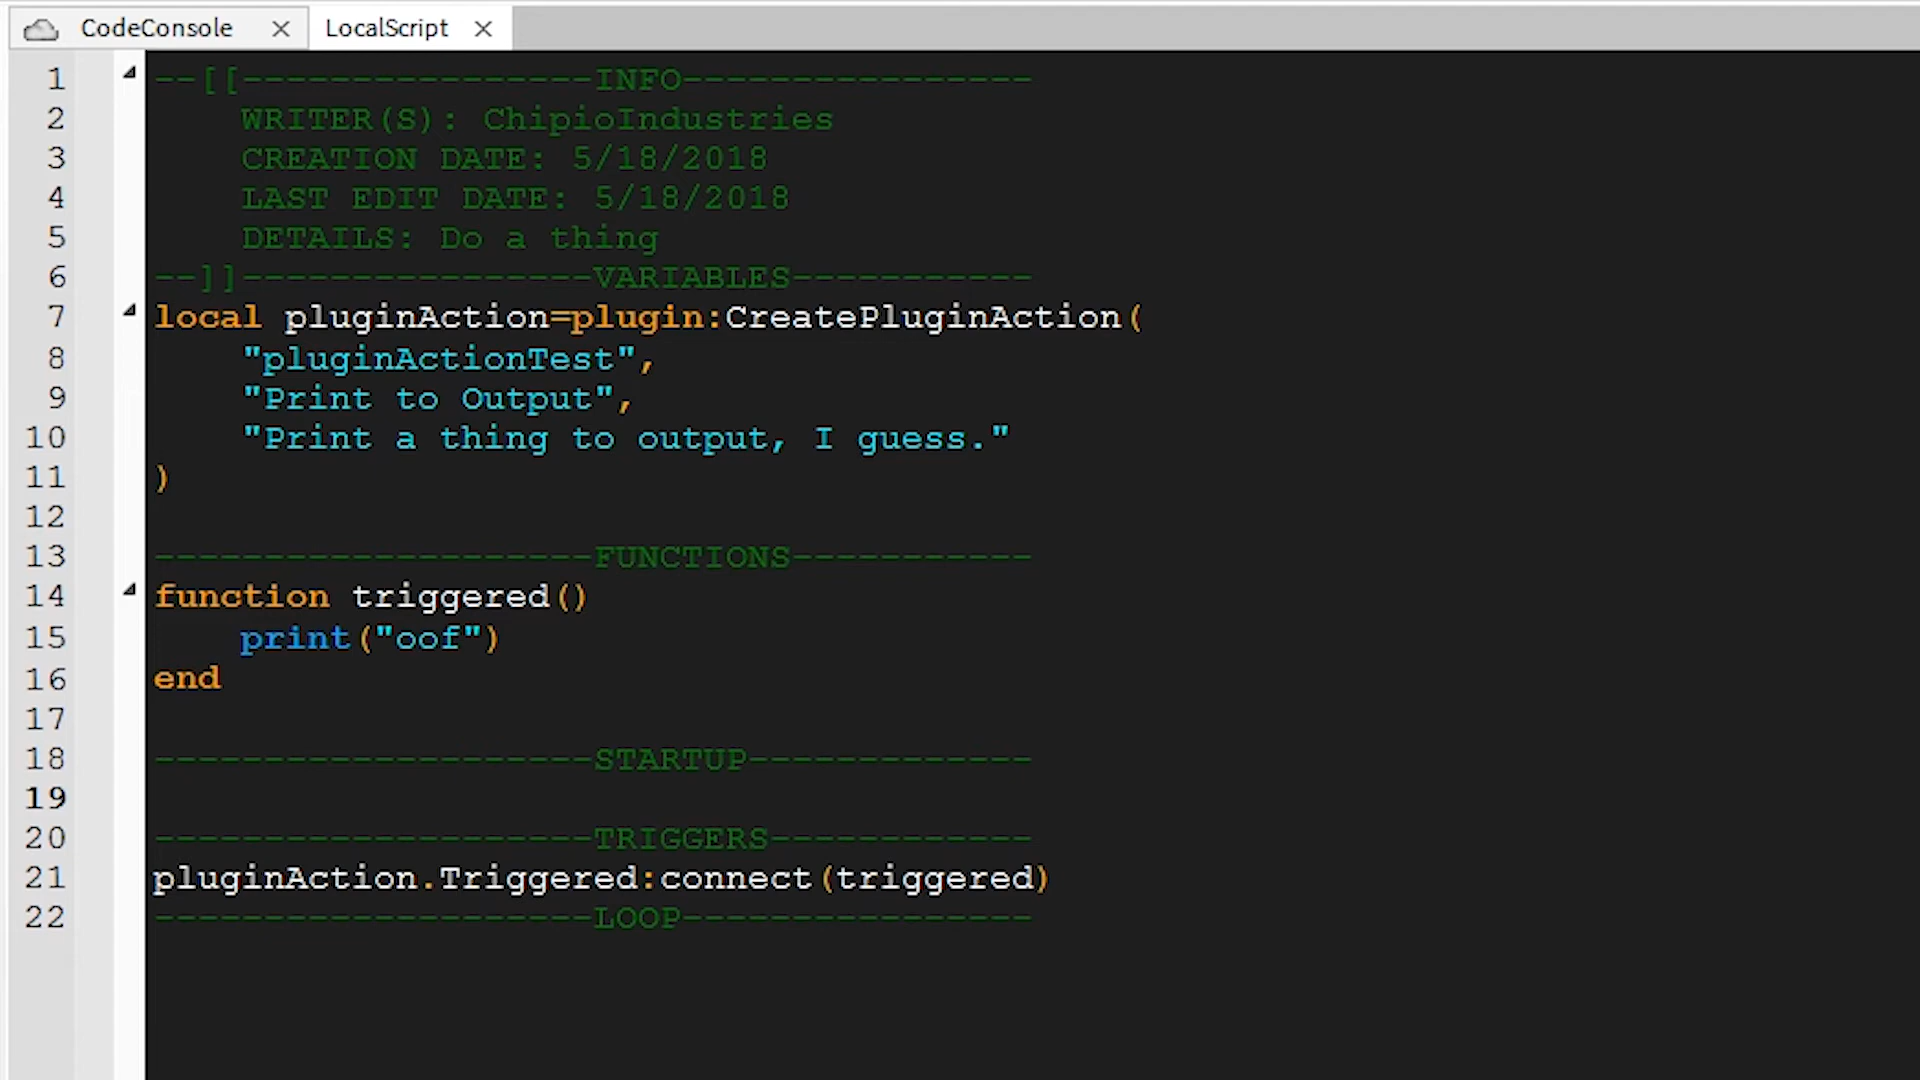 CodeConsole LocalScript
1 --[[----------------INFO----------------
2 WRITER(S): ChipioIndustries
3 CREATION DATE: 5/18/2018
4 LAST EDIT DATE: 5/18/2018
5 DETAILS: Do a thing
6 --]]----------------VARIABLES-----------
7 local pluginAction=plugin:CreatePluginAction(
8 "pluginActionTest",
9 "Print to Output",
10 "Print a thing to output, I guess."
11 )
12
13 --------------------FUNCTIONS-----------
14 function triggered()
15 print("oof")
16 end
17
18 --------------------STARTUP-------------
19
20 --------------------TRIGGERS------------
21 pluginAction.Triggered:connect(triggered)
22 --------------------LOOP----------------